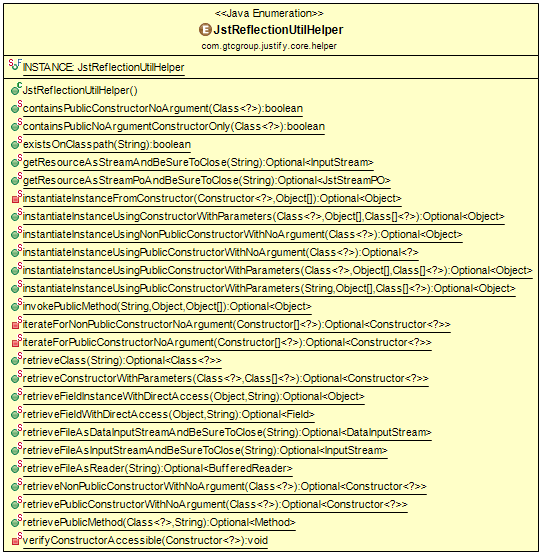 <<Java Enumeration>>
E JstReflectionUtilHelper
com.gtcgroup.justify.core.helper
S F INSTANCE: JstReflectionUtilHelper
C JstReflectionUtilHelper()
S containsPublicConstructorNoArgument(Class<?>):boolean
S containsPublicNoArgumentConstructorOnly(Class<?>):boolean
S existsOnClasspath(String):boolean
S getResourceAsStreamAndBeSureToClose(String):Optional<InputStream>
S getResourceAsStreamPoAndBeSureToClose(String):Optional<JstStreamPO>
S instantiateInstanceFromConstructor(Constructor<?>,Object[]):Optional<Object>
S instantiateInstanceUsingConstructorWithParameters(Class<?>,Object[],Class[]<?>):Optional<Object>
S instantiateInstanceUsingNonPublicConstructorWithNoArgument(Class<?>):Optional<Object>
S instantiateInstanceUsingPublicConstructorWithNoArgument(Class<?>):Optional<?>
S instantiateInstanceUsingPublicConstructorWithParameters(Class<?>,Object[],Class[]<?>):Optional<Object>
S instantiateInstanceUsingPublicConstructorWithParameters(String,Object[],Class[]<?>):Optional<Object>
S invokePublicMethod(String,Object,Object[]):Optional<Object>
S iterateForNonPublicConstructorNoArgument(Constructor[]<?>):Optional<Constructor<?>>
S iterateForPublicConstructorNoArgument(Constructor[]<?>):Optional<Constructor<?>>
S retrieveClass(String):Optional<Class<?>>
S retrieveConstructorWithParameters(Class<?>,Class[]<?>):Optional<Constructor<?>>
S retrieveFieldInstanceWithDirectAccess(Object,String):Optional<Object>
S retrieveFieldWithDirectAccess(Object,String):Optional<Field>
S retrieveFileAsDataInputStreamAndBeSureToClose(String):Optional<DataInputStream>
S retrieveFileAsInputStreamAndBeSureToClose(String):Optional<InputStream>
S retrieveFileAsReader(String):Optional<BufferedReader>
S retrieveNonPublicConstructorWithNoArgument(Class<?>):Optional<Constructor<?>>
S retrievePublicConstructorWithNoArgument(Class<?>):Optional<Constructor<?>>
S retrievePublicMethod(Class<?>,String):Optional<Method>
S verifyConstructorAccessible(Constructor<?>):void